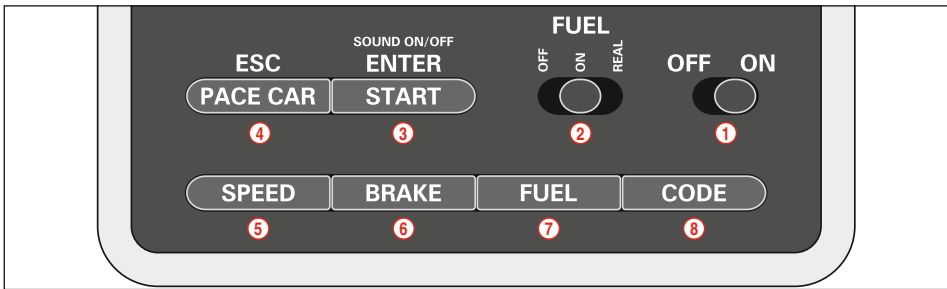 FUEL
SOUND ON/OFF
ESC ENTER OFF ON REAL OFF ON
PACE CAR START
4 3 2 1
SPEED BRAKE FUEL CODE
5 6 7 8